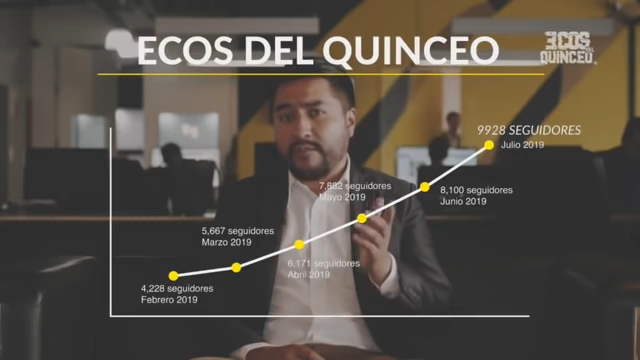 ECOS DEL QUINCEO
ECOS
DEL
QUINCEO
9928 SEGUIDORES
Julio 2019
7,882 seguidores
Mayo 2019
8,100 seguidores
Junio 2019
5,667 seguidores
Marzo 2019
6,171 seguidores
Abril 2019
4,228 seguidores
Febrero 2019